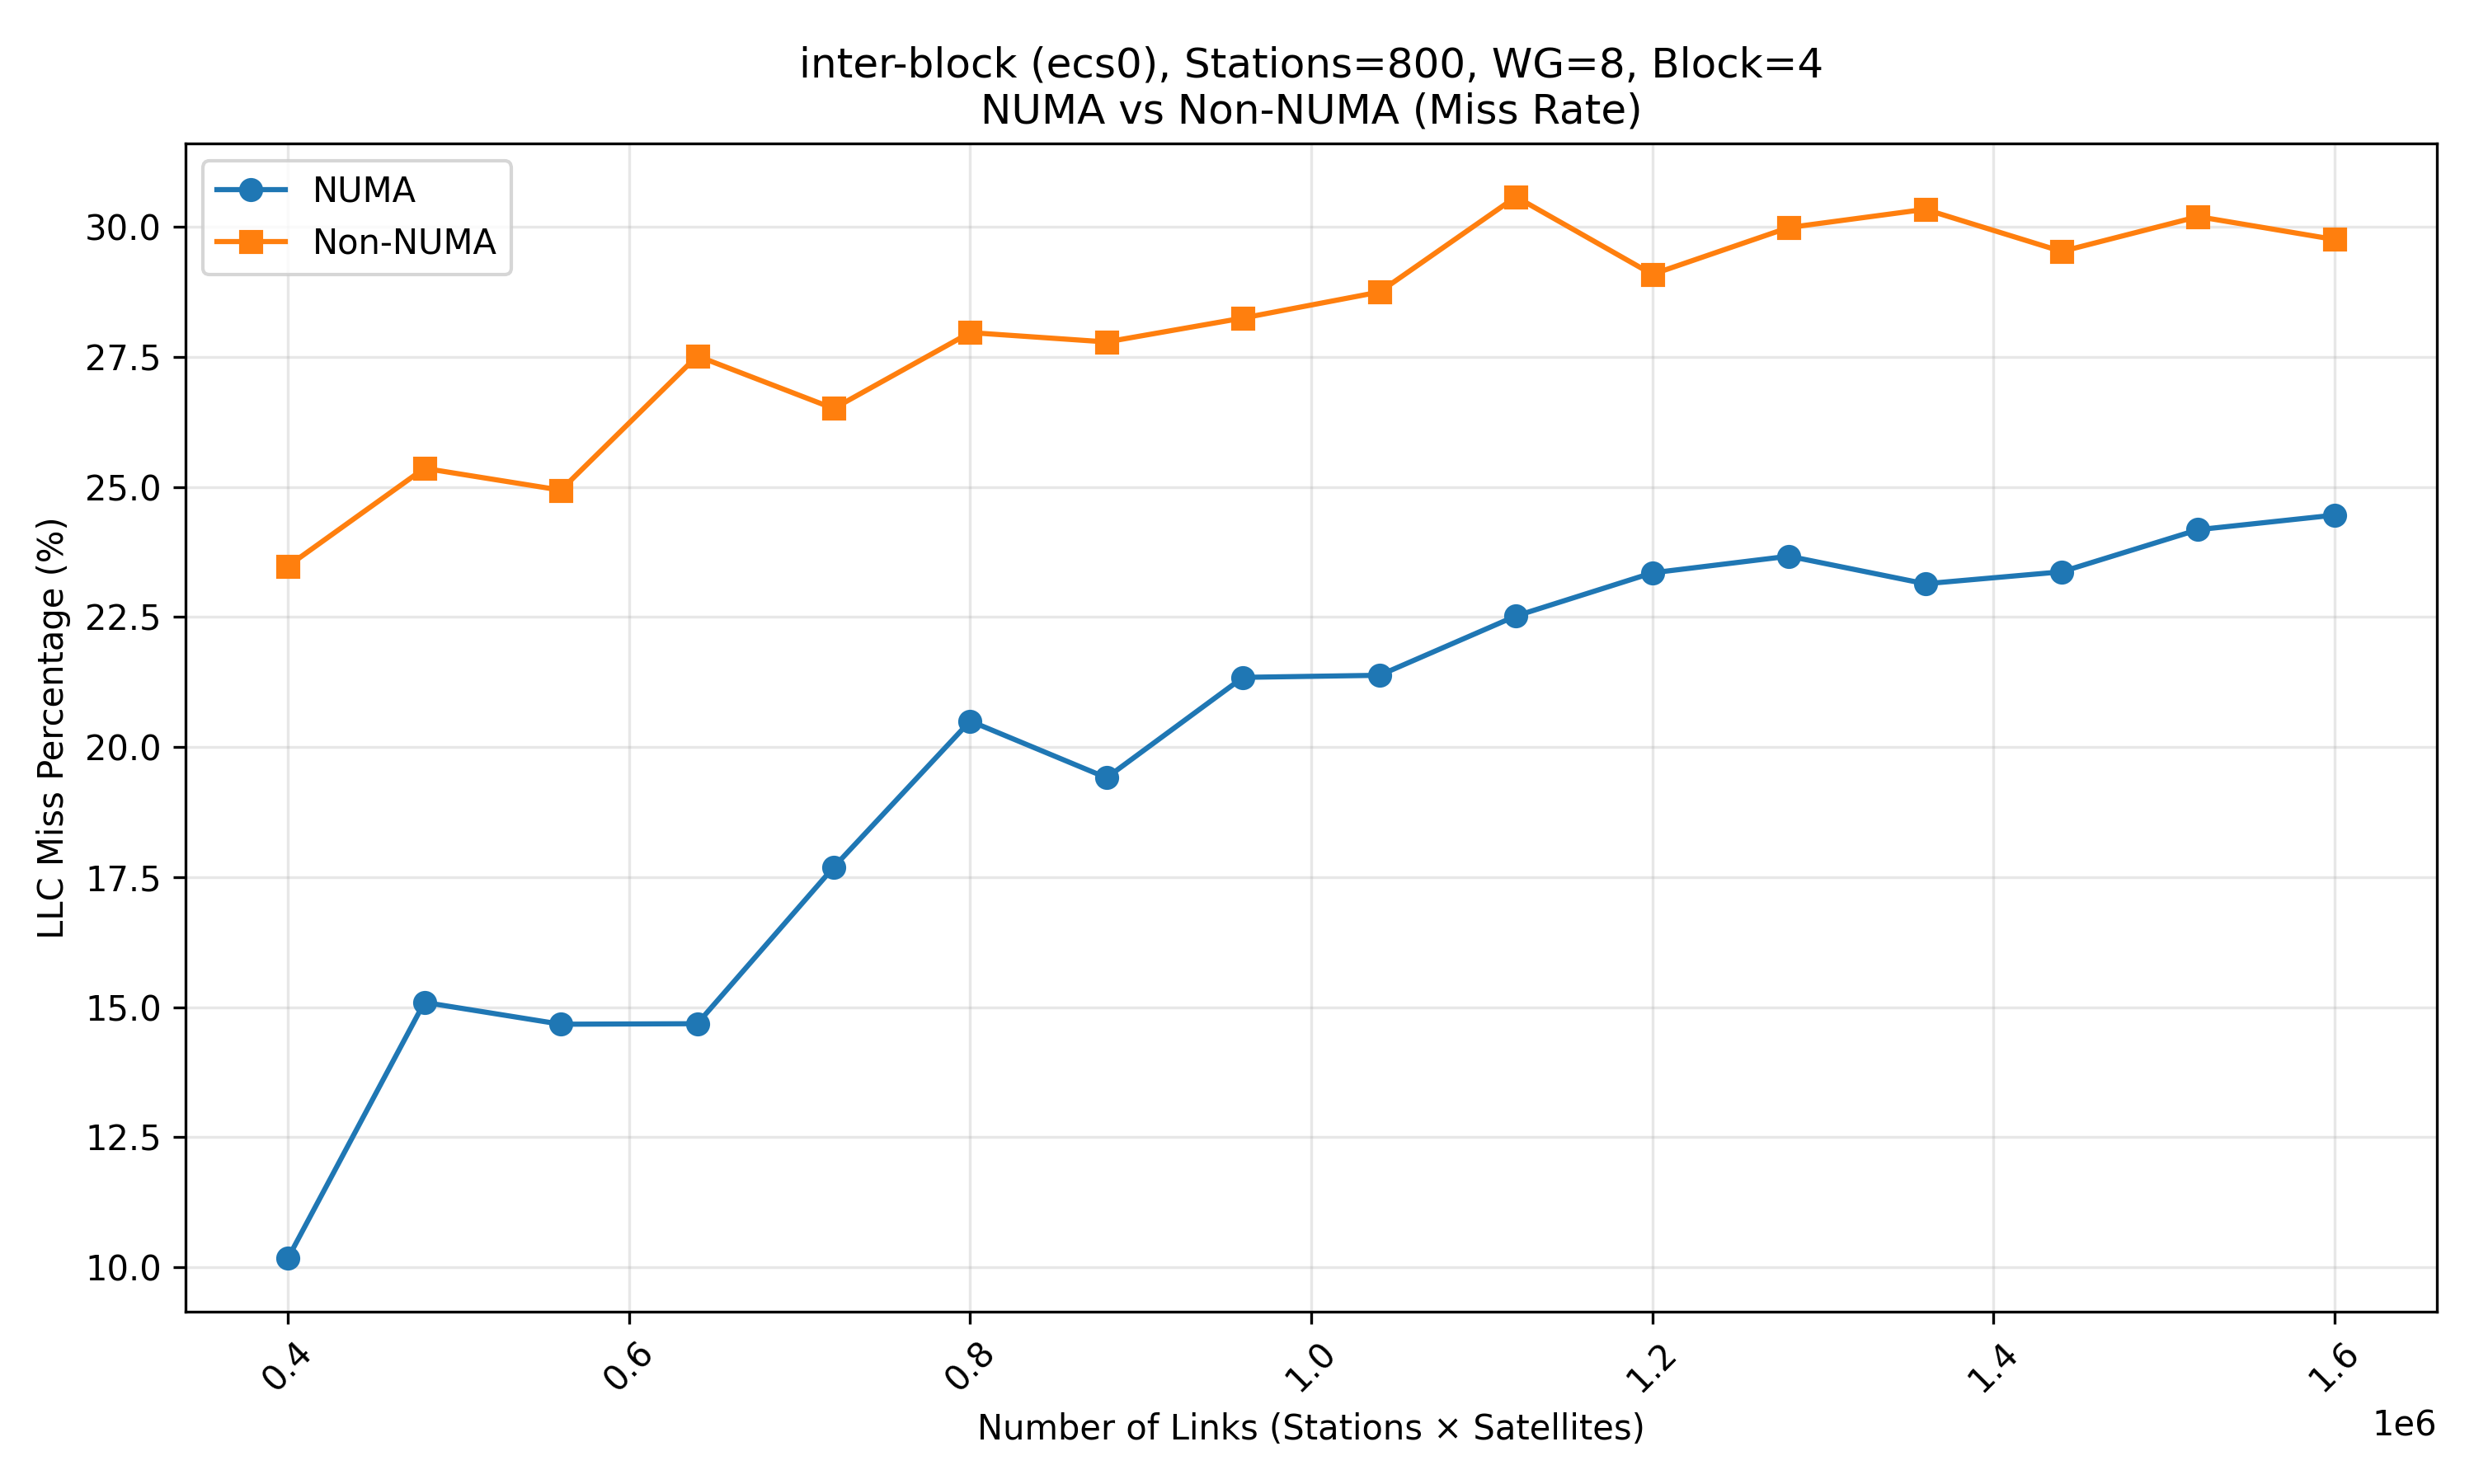 inter-block (ecs0), Stations=800, WG=8, Block=4
NUMA vs Non-NUMA (Miss Rate)
NUMA
Non-NUMA
LLC Miss Percentage (%)
30.0
27.5
25.0
22.5
20.0
17.5
15.0
12.5
10.0
0.4
0.6
0.8
1.0
1.2
1.4
1.6
1e6
Number of Links (Stations × Satellites)